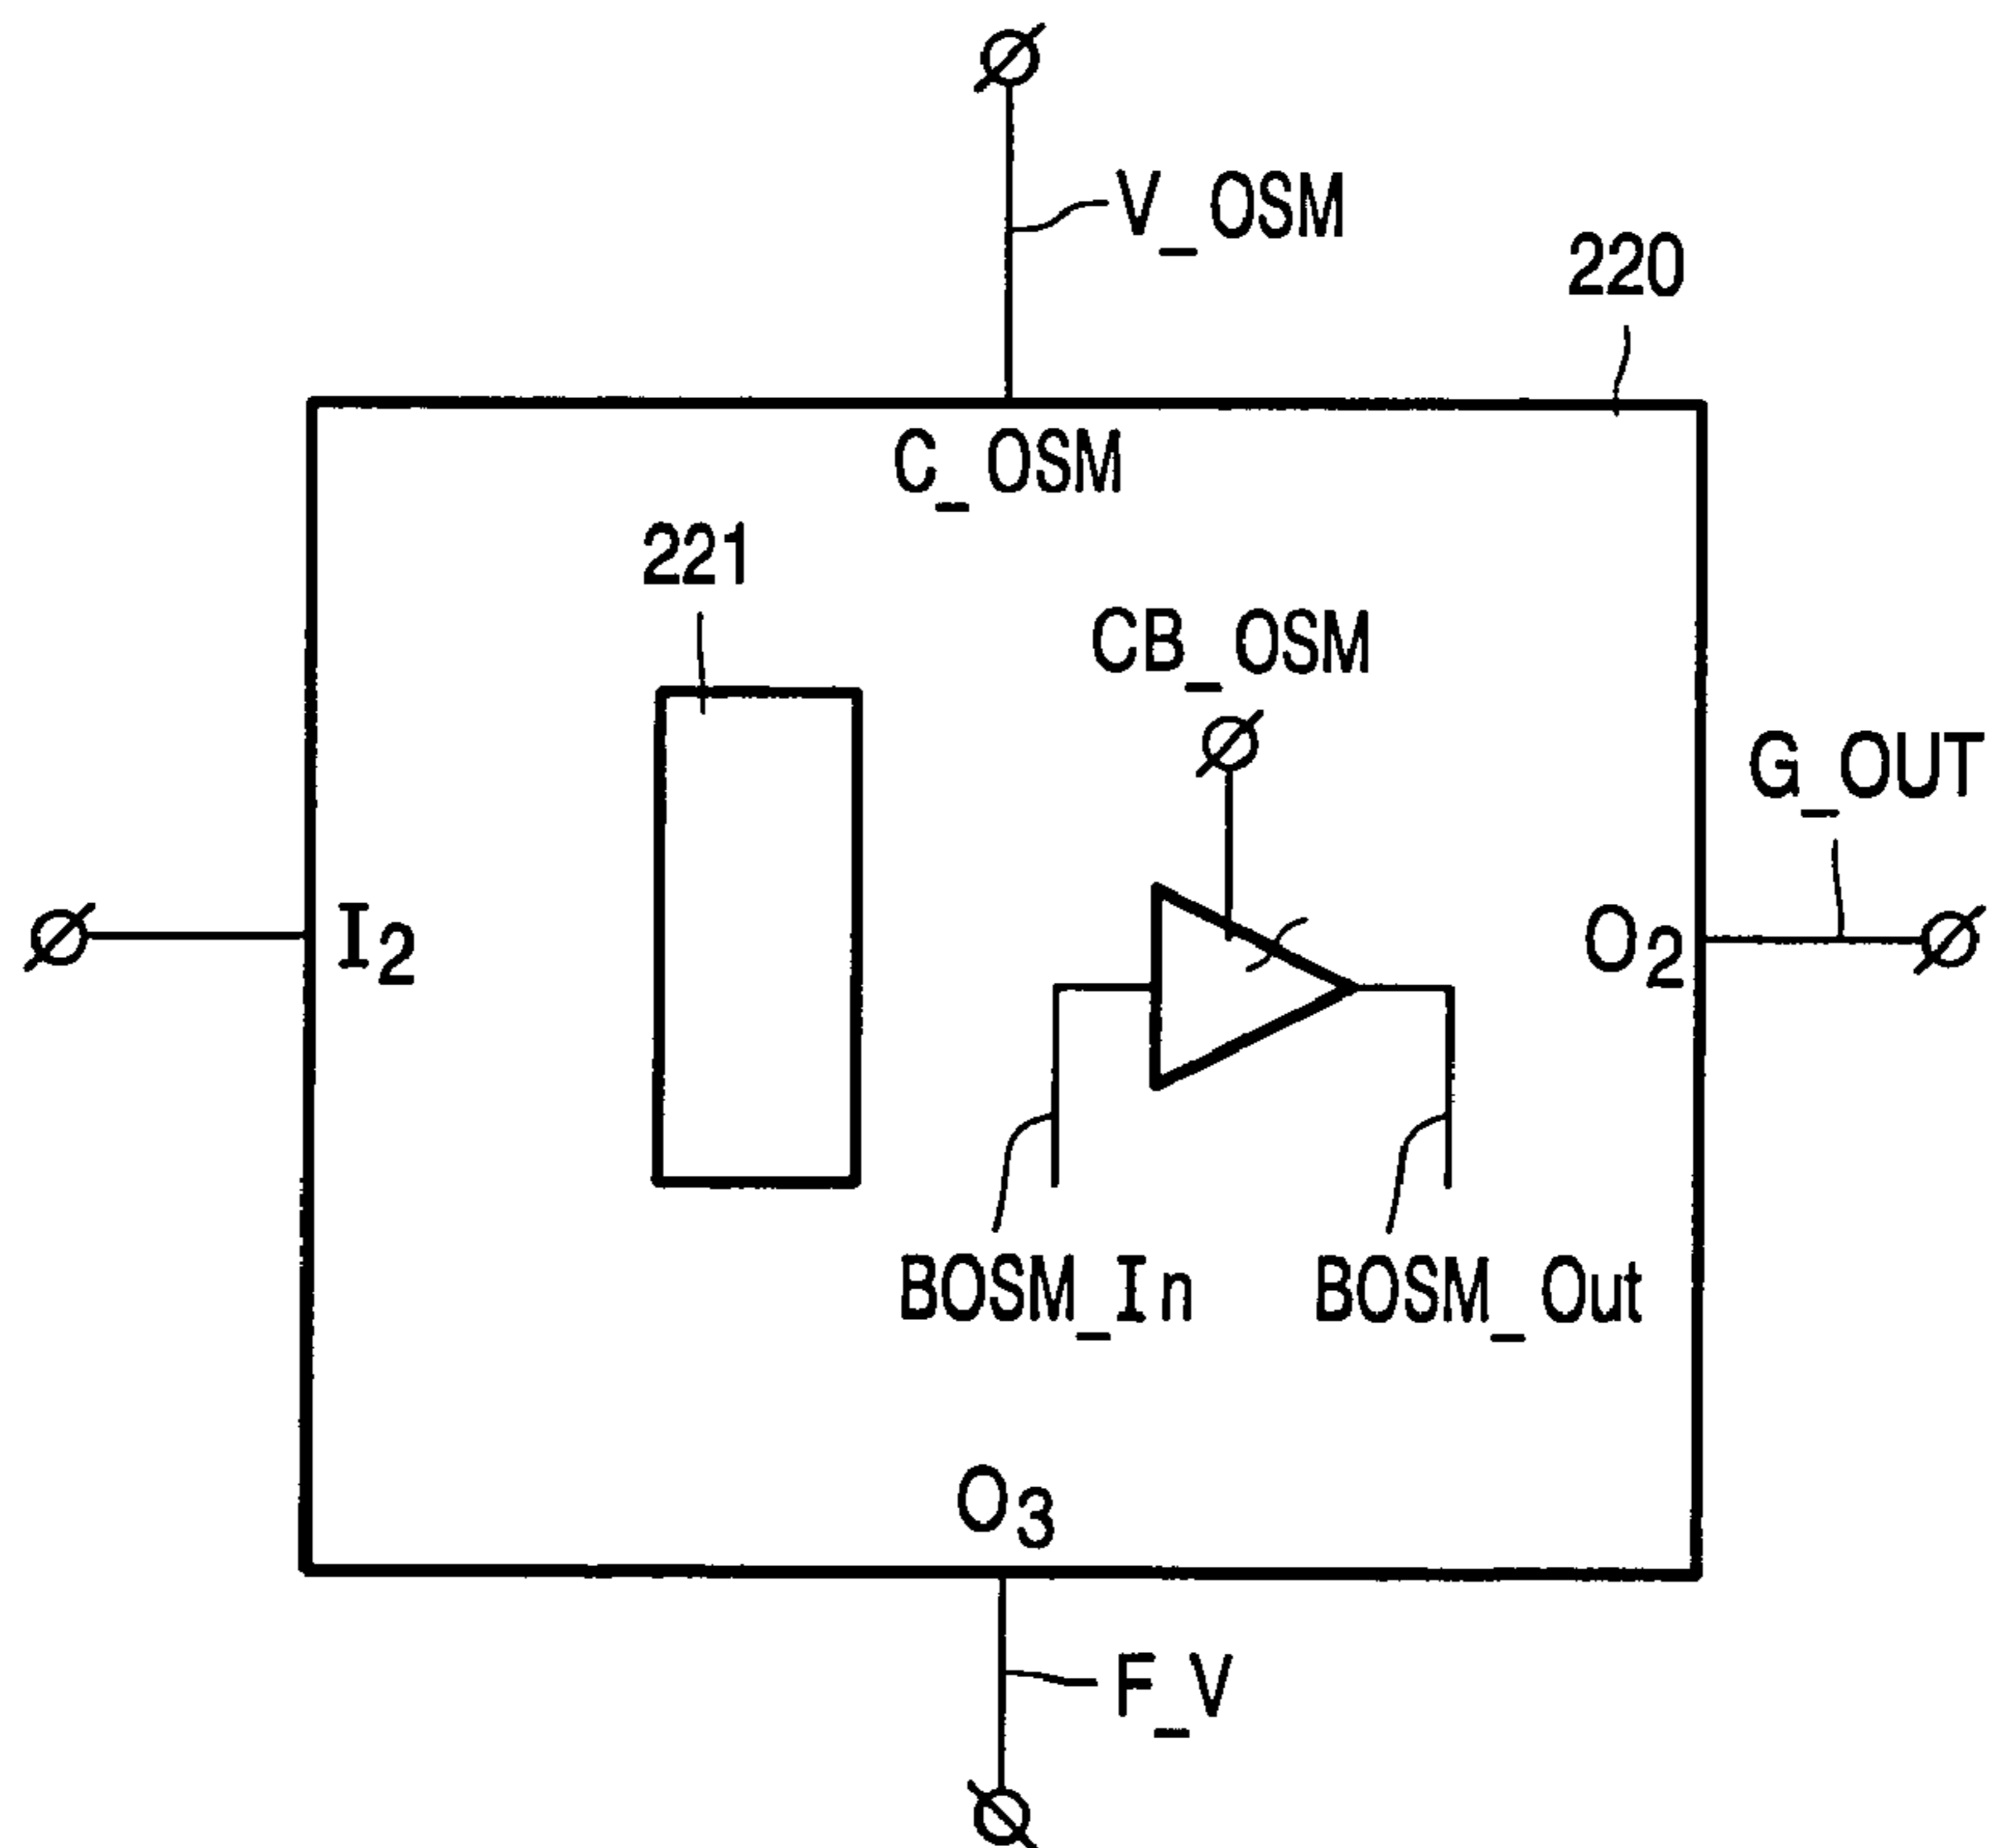 V_OSM
220
C_OSM
221
CB_OSM
G_OUT
I2
O2
BOSM_In
BOSM_Out
O3
F_V